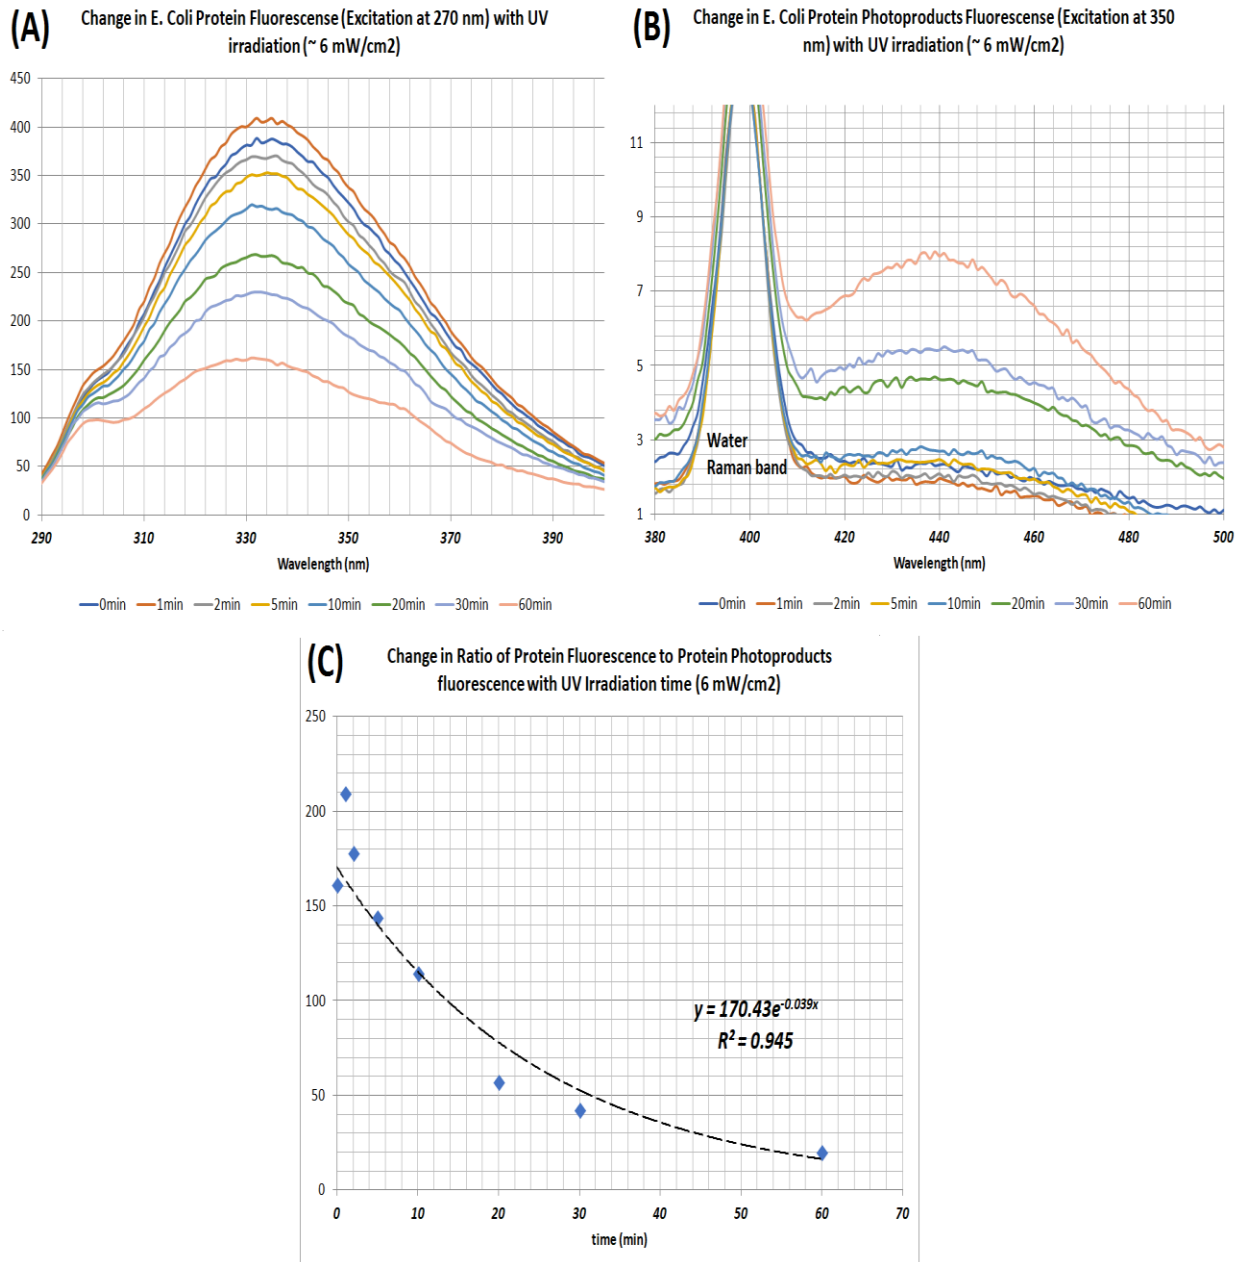 (A)
Change in E. Coli Protein Fluorescense (Excitation at 270 nm) with UV
irradiation (~ 6 mW/cm2)
450
400
350
300
250
200
150
100
50
0
290 310 330 350 370 390
Wavelength (nm)
0min 1min 2min 5min 10min 20min 30min 60min
(B)
Change in E. Coli Protein Photoproducts Fluorescense (Excitation at 350
nm) with UV irradiation (~ 6 mW/cm2)
11
9
7
5
3
1
Water
Raman band
380 400 420 440 460 480 500
Wavelength (nm)
0min 1min 2min 5min 10min 20min 30min 60min
(C)
Change in Ratio of Protein Fluorescence to Protein Photoproducts
fluorescence with UV Irradiation time (6 mW/cm2)
250
200
150
100
50
0
y = 170.43e^-0.039x
R² = 0.945
0 10 20 30 40 50 60 70
time (min)